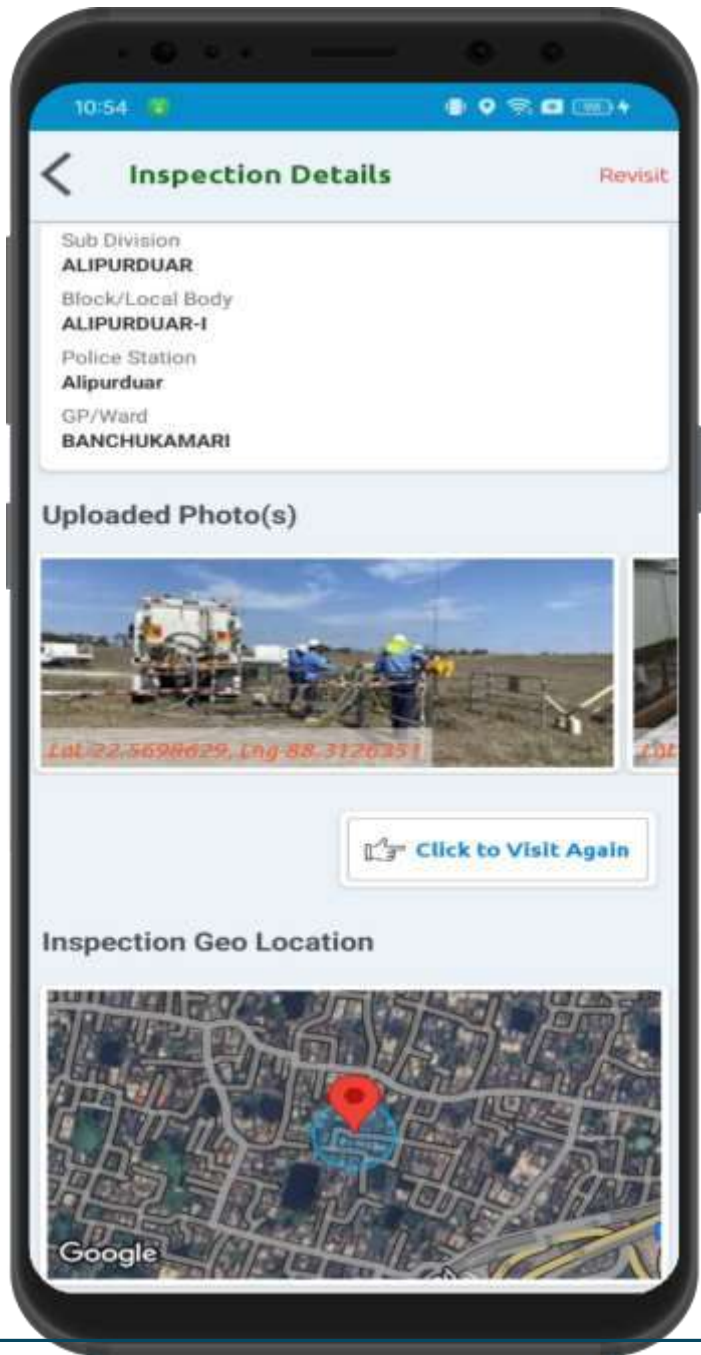 10:54
Inspection Details
Revisit
Sub Division
ALIPURDUAR
Block/Local Body
ALIPURDUAR-I
Police Station
Alipurduar
GP/Ward
BANCHUKAMARI
Uploaded Photo(s)
Lat-22.5698629, Lng-88.3126351
Click to Visit Again
Inspection Geo Location
Google